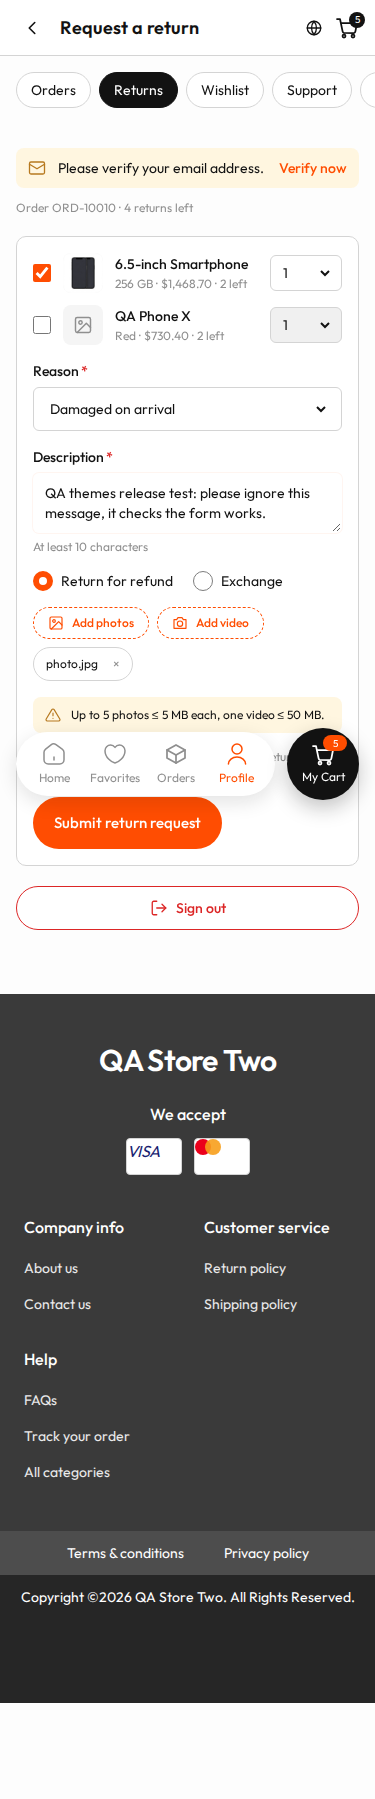 Request a return
5
Orders
Returns
Wishlist
Support
Please verify your email address.
Verify now
Order ORD-10010 · 4 returns left
6.5-inch Smartphone
256 GB · $1,468.70 · 2 left
1
QA Phone X
Red · $730.40 · 2 left
1
Reason *
Damaged on arrival
Description *
QA themes release test: please ignore this
message, it checks the form works.
At least 10 characters
Return for refund
Exchange
Add photos
Add video
photo.jpg ×
Up to 5 photos ≤ 5 MB each, one video ≤ 50 MB.
Home
Favorites
Orders
Profile
5
My Cart
Submit return request
Sign out
QA Store Two
We accept
VISA
Company info
Customer service
About us
Return policy
Contact us
Shipping policy
Help
FAQs
Track your order
All categories
Terms & conditions
Privacy policy
Copyright ©2026 QA Store Two. All Rights Reserved.